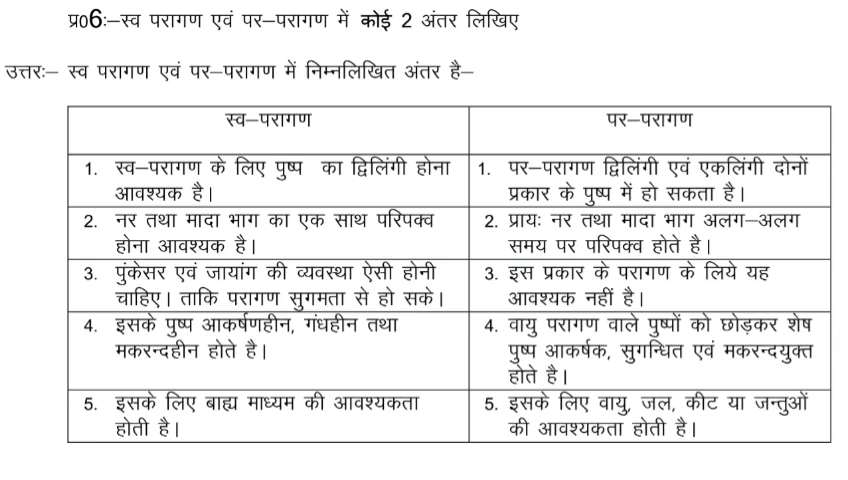 प्र06ः–स्व परागण एवं पर–परागण में कोई 2 अंतर लिखिए
उत्तरः– स्व परागण एवं पर–परागण में निम्नलिखित अंतर है–
स्व–परागण
पर–परागण
1. स्व–परागण के लिए पुष्प का द्विलिंगी होना
आवश्यक है।
1. पर–परागण द्विलिंगी एवं एकलिंगी दोनों
प्रकार के पुष्प में हो सकता है।
2. नर तथा मादा भाग का एक साथ परिपक्व
होना आवश्यक है।
2. प्रायः नर तथा मादा भाग अलग–अलग
समय पर परिपक्व होते है।
3. पुंकेसर एवं जायांग की व्यवस्था ऐसी होनी
चाहिए। ताकि परागण सुगमता से हो सके।
3. इस प्रकार के परागण के लिये यह
आवश्यक नहीं है।
4. इसके पुष्प आकर्षणहीन, गंधहीन तथा
मकरन्दहीन होते है।
4. वायु परागण वाले पुष्पों को छोड़कर शेष
पुष्प आकर्षक, सुगन्धित एवं मकरन्दयुक्त
होते है।
5. इसके लिए बाह्य माध्यम की आवश्यकता
होती है।
5. इसके लिए वायु, जल, कीट या जन्तुओं
की आवश्यकता होती है।